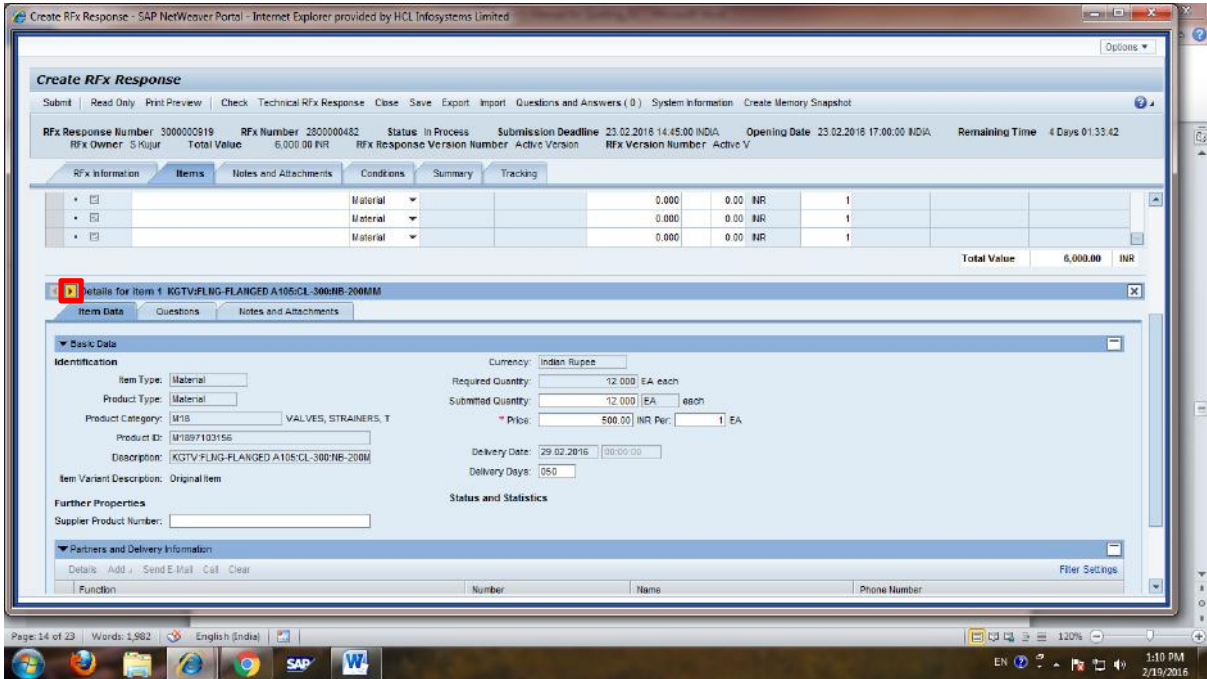 Create RFx Response - SAP NetWeaver Portal - Internet Explorer provided by HCL Infosystems Limited
Options
Create RFx Response
Submit Read Only Print Preview Check Technical RFx Response Close Save Export Import Questions and Answers ( 0 ) System Information Create Memory Snapshot
RFx Response Number 3000000919 RFx Number 2800000482 Status In Process Submission Deadline 23.02.2016 14:45:00 INDIA Opening Date 23.02.2016 17:00:00 INDIA Remaining Time 4 Days 01:33:42
RFx Owner S Kujur Total Value 6,000.00 INR RFx Response Version Number Active Version RFx Version Number Active V
RFx Information Items Notes and Attachments Conditions Summary Tracking
Material 0.000 0.00 INR 1
Material 0.000 0.00 INR 1
Material 0.000 0.00 INR 1
Total Value 6,000.00 INR
Details for item 1 KGTV:FLNG-FLANGED A105:CL-300:NB-200MM
Item Data Questions Notes and Attachments
Basic Data
Identification Currency: Indian Rupee
Item Type: Material Required Quantity: 12.000 EA each
Product Type: Material Submitted Quantity: 12.000 EA each
Product Category: M18 VALVES, STRAINERS, T * Price: 500.00 INR Per: 1 EA
Product ID: M1897103156
Description: KGTV:FLNG-FLANGED A105:CL-300:NB-200M Delivery Date: 29.02.2016 00:00:00
Item Variant Description: Original Item Delivery Days: 050
Further Properties Status and Statistics
Supplier Product Number:
Partners and Delivery Information
Details Add Send E-Mail Call Clear Filter Settings
Function Number Name Phone Number
Page: 14 of 23 Words: 1,982 English (India) 120%
SAP W EN 1:10 PM
2/19/2016